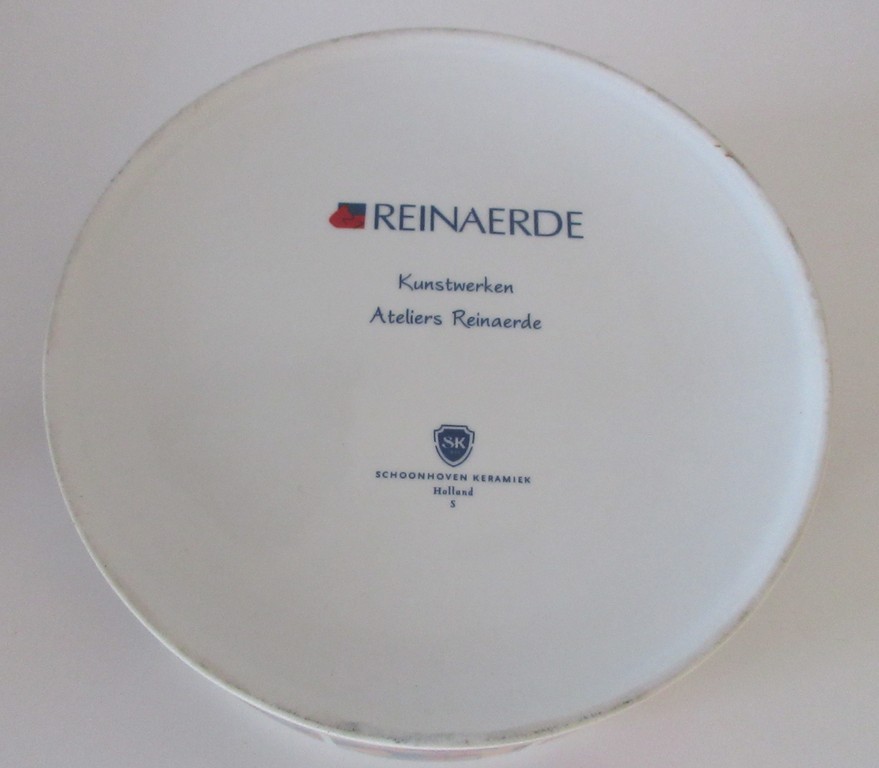 REINAERDE
Kunstwerken
Ateliers Reinaerde
SK
SCHOONHOVEN KERAMIEK
Holland
5